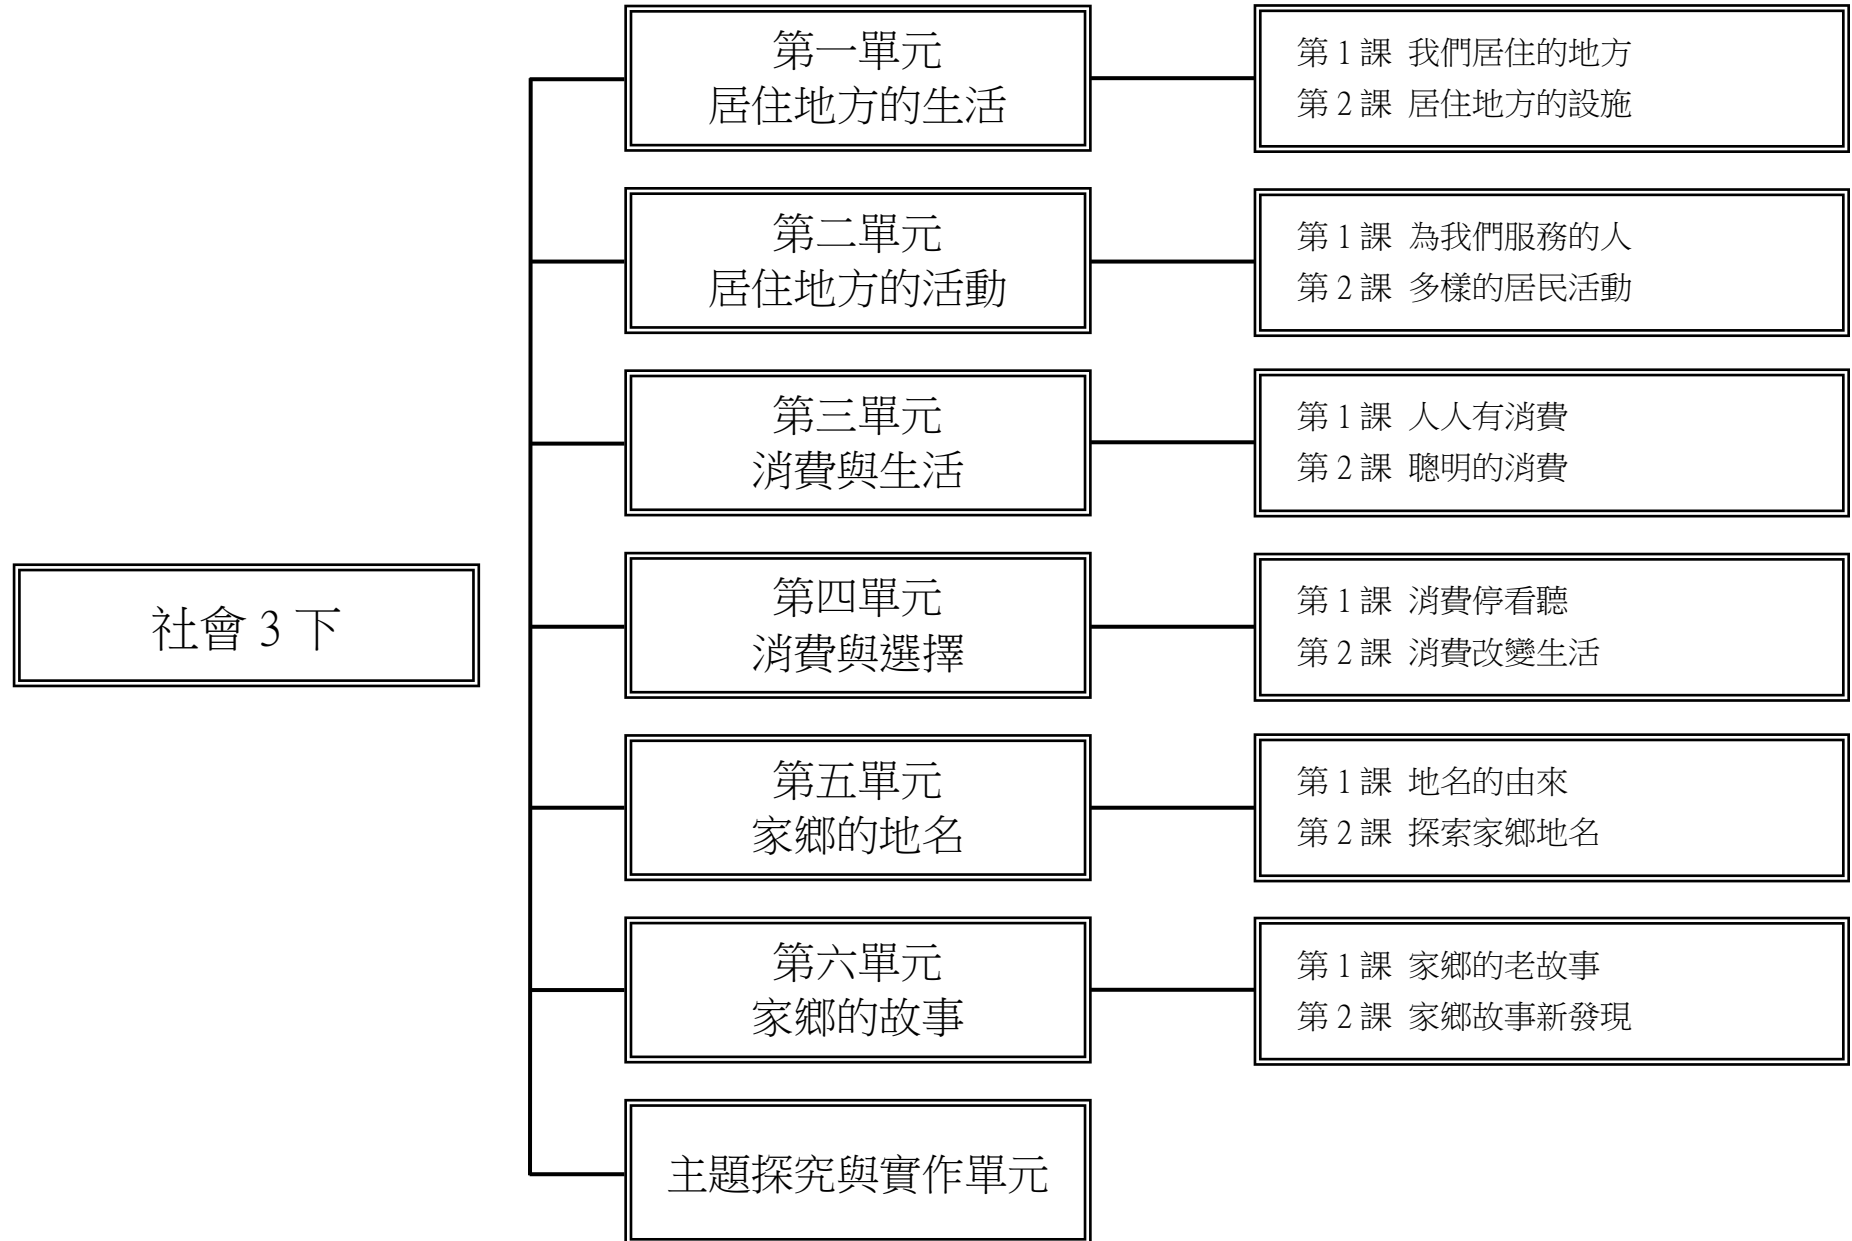 社會 3 下
第一單元
居住地方的生活
第 1 課 我們居住的地方
第 2 課 居住地方的設施
第二單元
居住地方的活動
第 1 課 為我們服務的人
第 2 課 多樣的居民活動
第三單元
消費與生活
第 1 課 人人有消費
第 2 課 聰明的消費
第四單元
消費與選擇
第 1 課 消費停看聽
第 2 課 消費改變生活
第五單元
家鄉的地名
第 1 課 地名的由來
第 2 課 探索家鄉地名
第六單元
家鄉的故事
第 1 課 家鄉的老故事
第 2 課 家鄉故事新發現
主題探究與實作單元